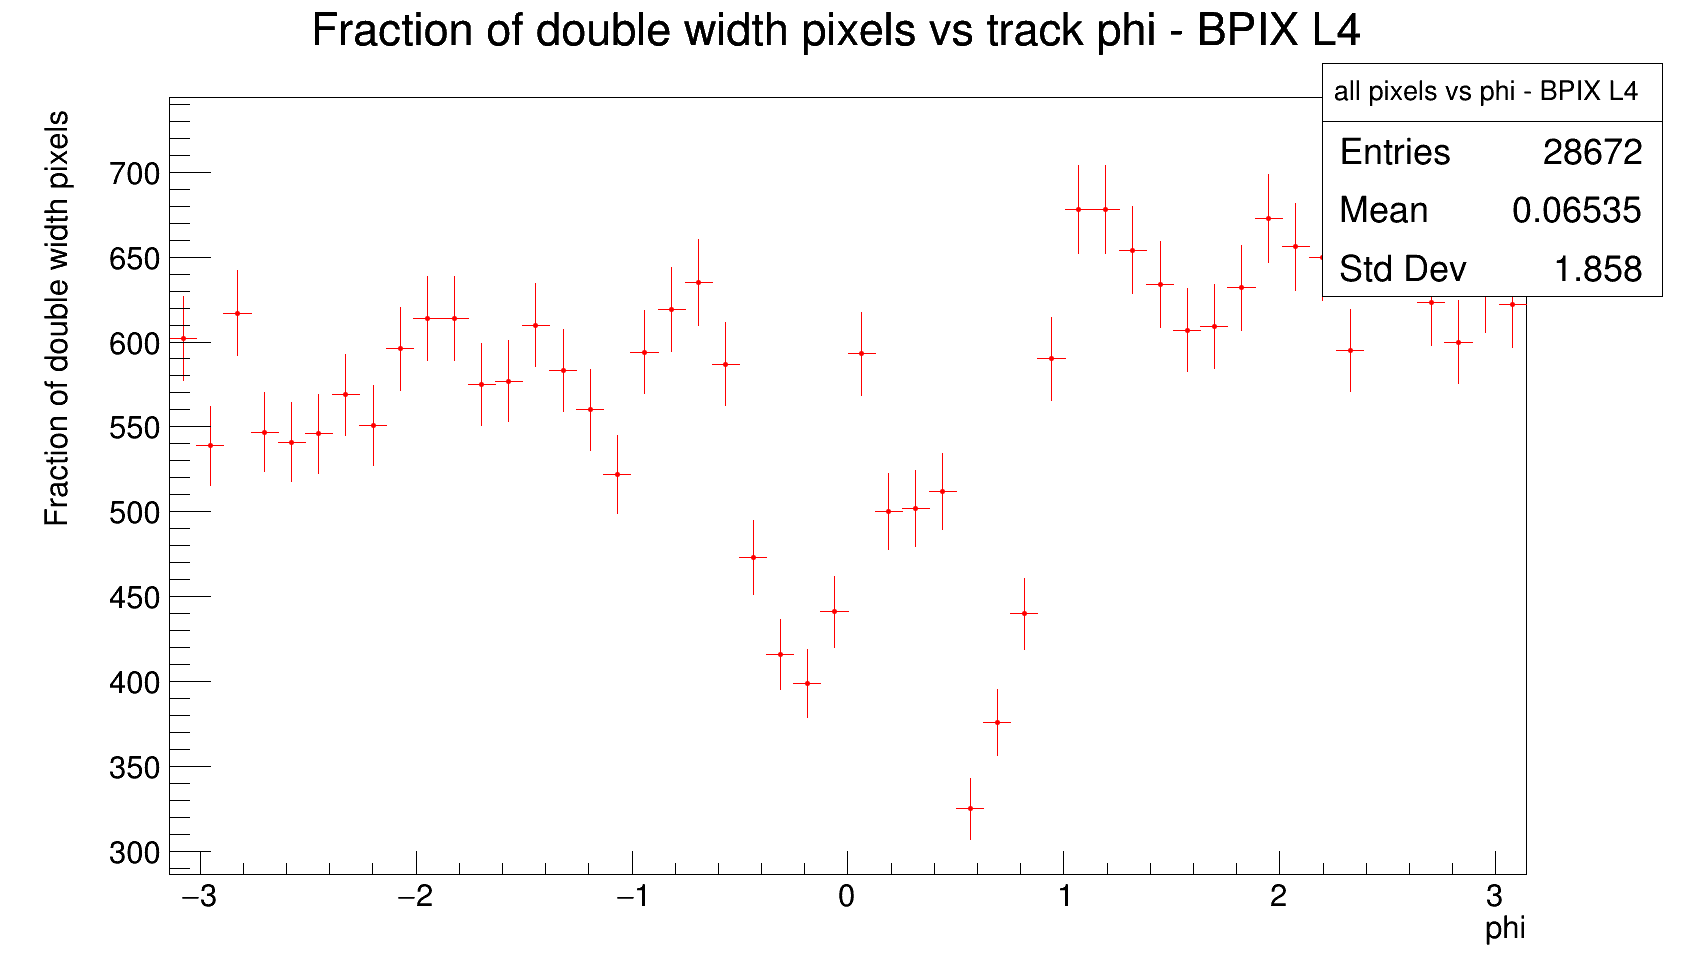 Fraction of double width pixels vs track phi - BPIX L4
all pixels vs phi - BPIX L4
Entries 28672
Mean 0.06535
Std Dev 1.858
Fraction of double width pixels
700
650
600
550
500
450
400
350
300
−3 −2 −1 0 1 2 3
phi